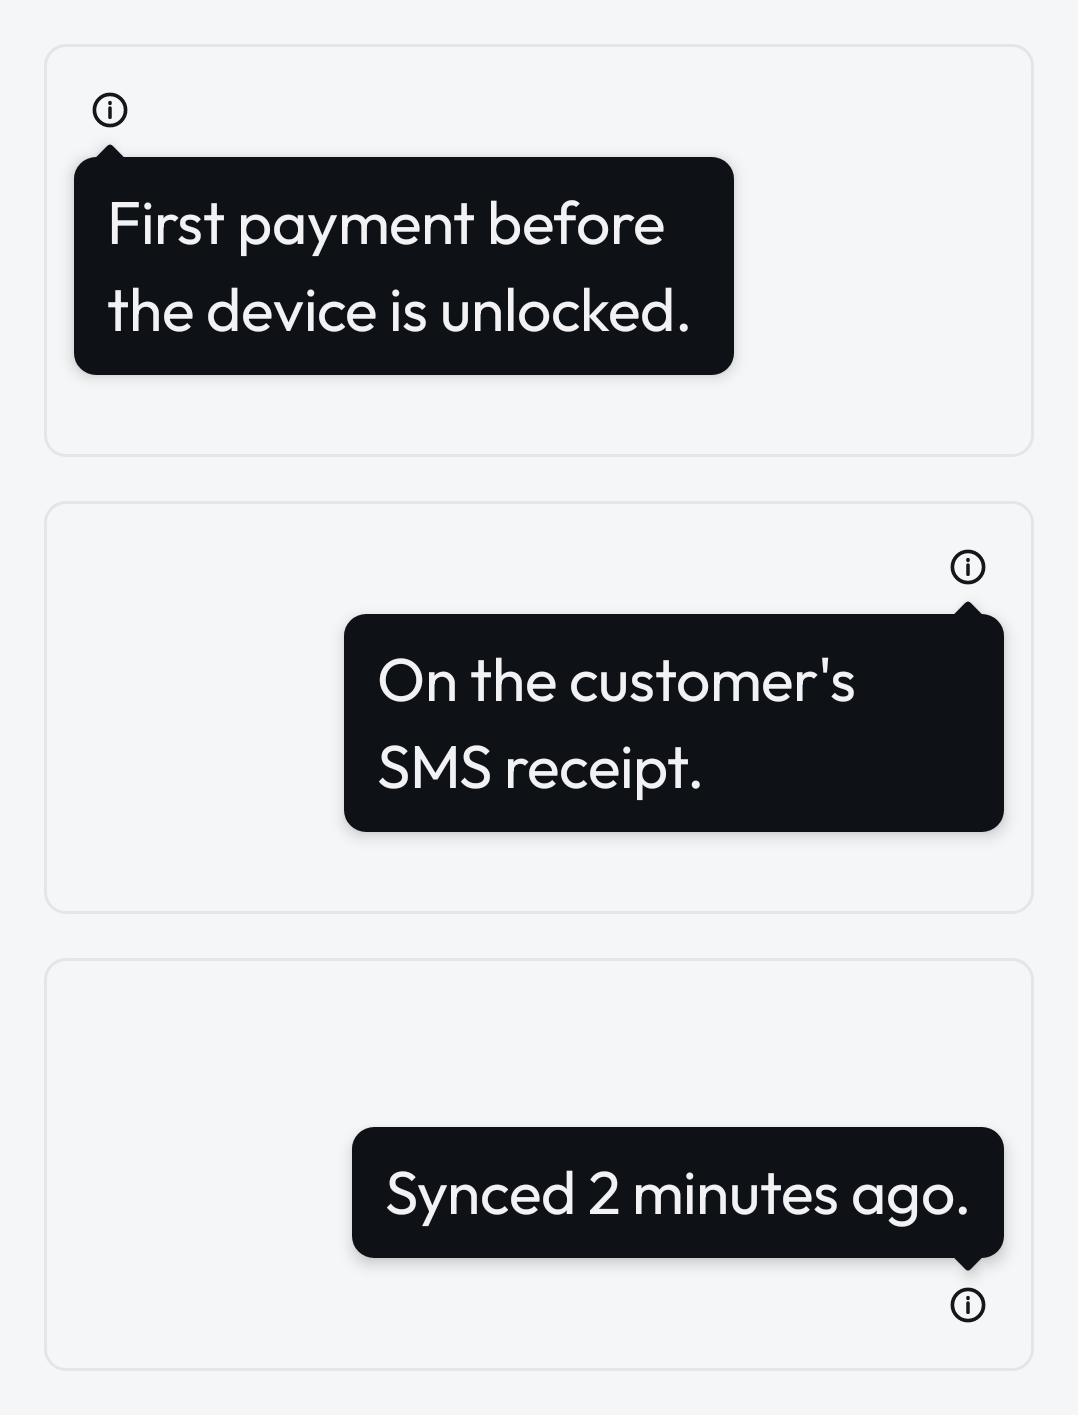 First payment before
the device is unlocked.
On the customer's
SMS receipt.
Synced 2 minutes ago.